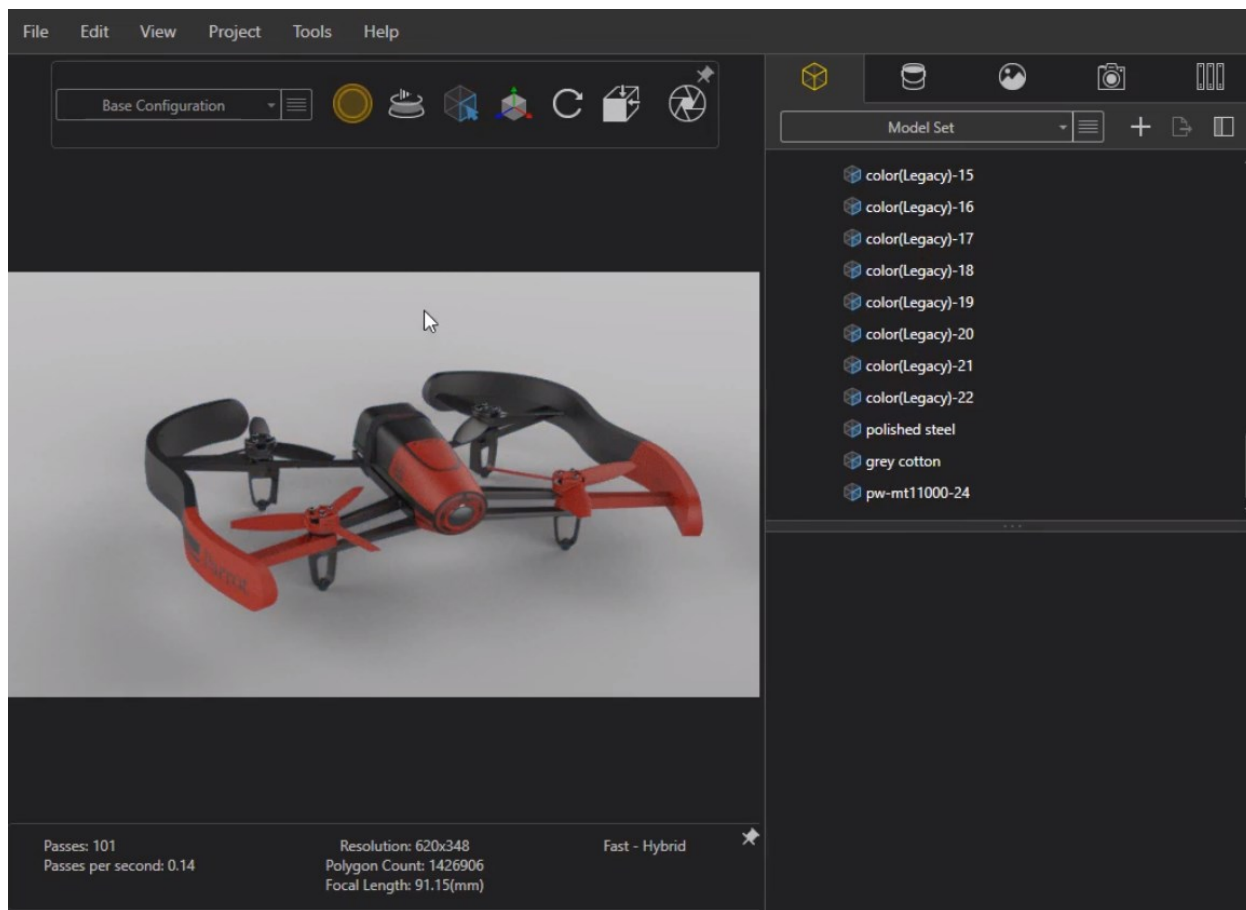 File Edit View Project Tools Help
Base Configuration
Model Set
color(Legacy)-15
color(Legacy)-16
color(Legacy)-17
color(Legacy)-18
color(Legacy)-19
color(Legacy)-20
color(Legacy)-21
color(Legacy)-22
polished steel
grey cotton
pw-mt11000-24
Passes: 101
Passes per second: 0.14
Resolution: 620x348
Polygon Count: 1426906
Focal Length: 91.15(mm)
Fast - Hybrid